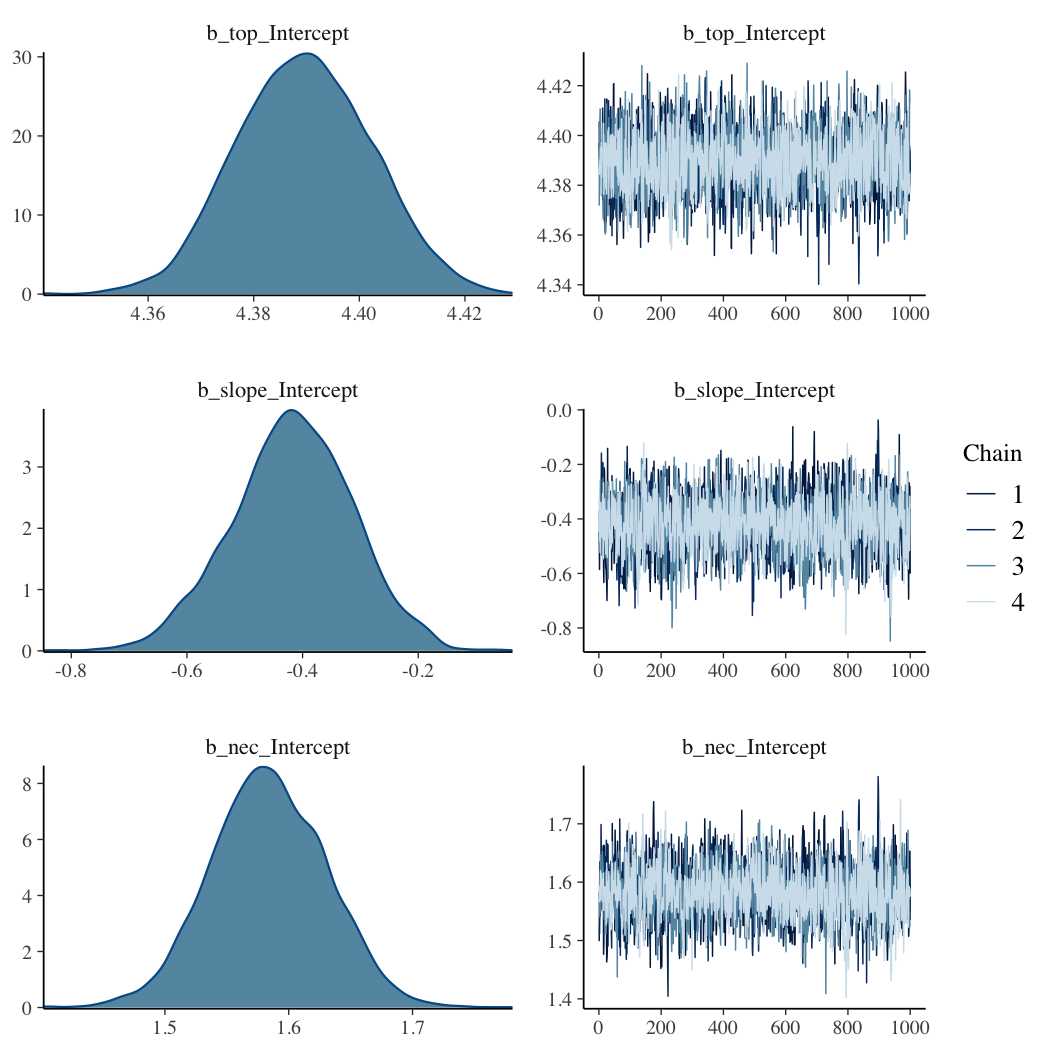 b_top_Intercept
30
20
10
0
4.36 4.38 4.40 4.42
b_top_Intercept
4.42
4.40
4.38
4.36
4.34
0 200 400 600 800 1000
b_slope_Intercept
3
2
1
0
-0.8 -0.6 -0.4 -0.2
b_slope_Intercept
0.0
-0.2
-0.4
-0.6
-0.8
0 200 400 600 800 1000
Chain
1
2
3
4
b_nec_Intercept
8
6
4
2
0
1.5 1.6 1.7
b_nec_Intercept
1.7
1.6
1.5
1.4
0 200 400 600 800 1000